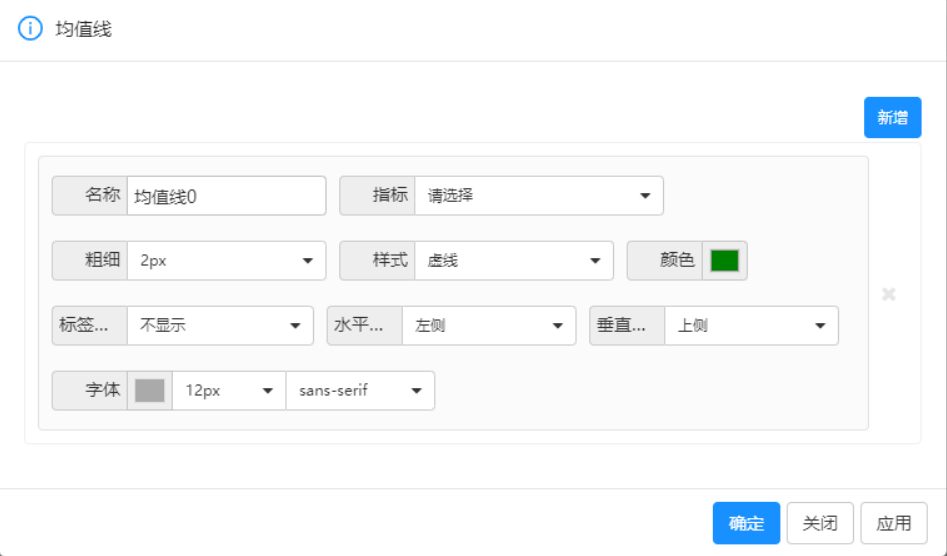 均值线
新增
名称 均值线0 指标 请选择
粗细 2px 样式 虚线 颜色
标签... 不显示 水平... 左侧 垂直... 上侧
字体 12px sans-serif
确定 关闭 应用